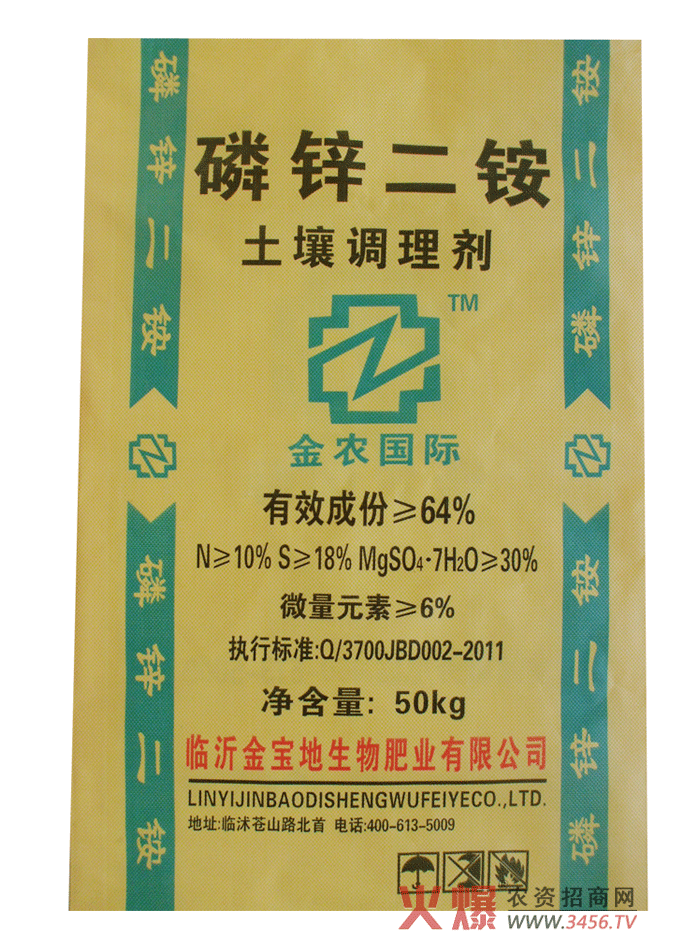 磷锌二铵
土壤调理剂
TM
金农国际
有效成份≥64%
N≥10% S≥18% MgSO₄·7H₂O≥30%
微量元素≥6%
执行标准:Q/3700JBD002-2011
净含量: 50kg
临沂金宝地生物肥业有限公司
LINYIJINBAODISHENGWUFEIYECO.,LTD.
地址:临沭苍山路北首 电话:400-613-5009
磷锌二铵
磷锌二铵
磷锌二铵
磷锌二铵
火爆农资招商网
WWW.3456.TV